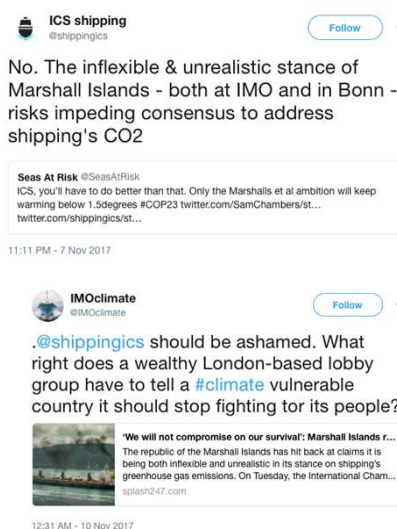 ICS shipping
@shippingics
Follow
No. The inflexible & unrealistic stance of
Marshall Islands - both at IMO and in Bonn -
risks impeding consensus to address
shipping's CO2
Seas At Risk @SeasAtRisk
ICS, you'll have to do better than that. Only the Marshalls et al ambition will keep
warming below 1.5degrees #COP23 twitter.com/SamChambers/st...
twitter.com/shippingics/st...
11:11 PM - 7 Nov 2017
IMOclimate
@IMOclimate
Follow
.@shippingics should be ashamed. What
right does a wealthy London-based lobby
group have to tell a #climate vulnerable
country it should stop fighting tor its people?
'We will not compromise on our survival': Marshall Islands r...
The republic of the Marshall Islands has hit back at claims it is
being both inflexible and unrealistic in its stance on shipping's
greenhouse gas emissions. On Tuesday, the International Cham...
splash247.com
12:31 AM - 10 Nov 2017